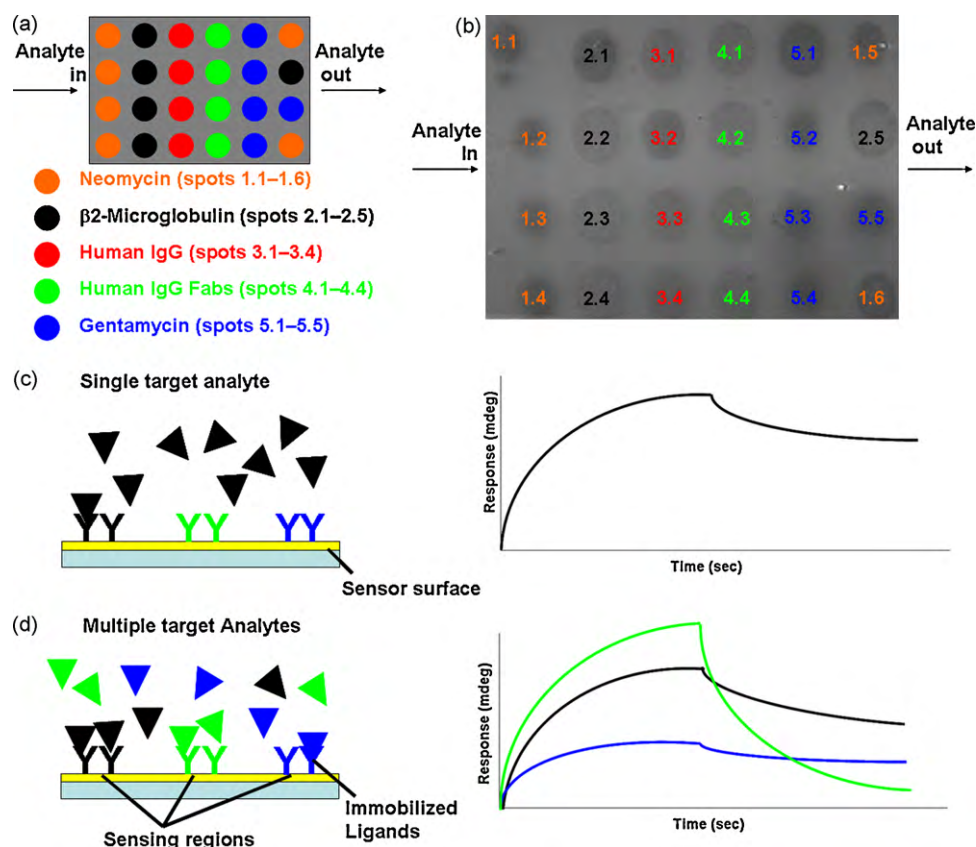 (a)
Analyte
in
Analyte
out
Neomycin (spots 1.1–1.6)
β2-Microglobulin (spots 2.1–2.5)
Human IgG (spots 3.1–3.4)
Human IgG Fabs (spots 4.1–4.4)
Gentamycin (spots 5.1–5.5)
(b)
1.1 2.1 3.1 4.1 5.1 1.5
Analyte
In
1.2 2.2 3.2 4.2 5.2 2.5
Analyte
out
1.3 2.3 3.3 4.3 5.3 5.5
1.4 2.4 3.4 4.4 5.4 1.6
(c)
Single target analyte
Sensor surface
Response (mdeg)
Time (sec)
(d)
Multiple target Analytes
Sensing regions
Immobilized
Ligands
Response (mdeg)
Time (sec)